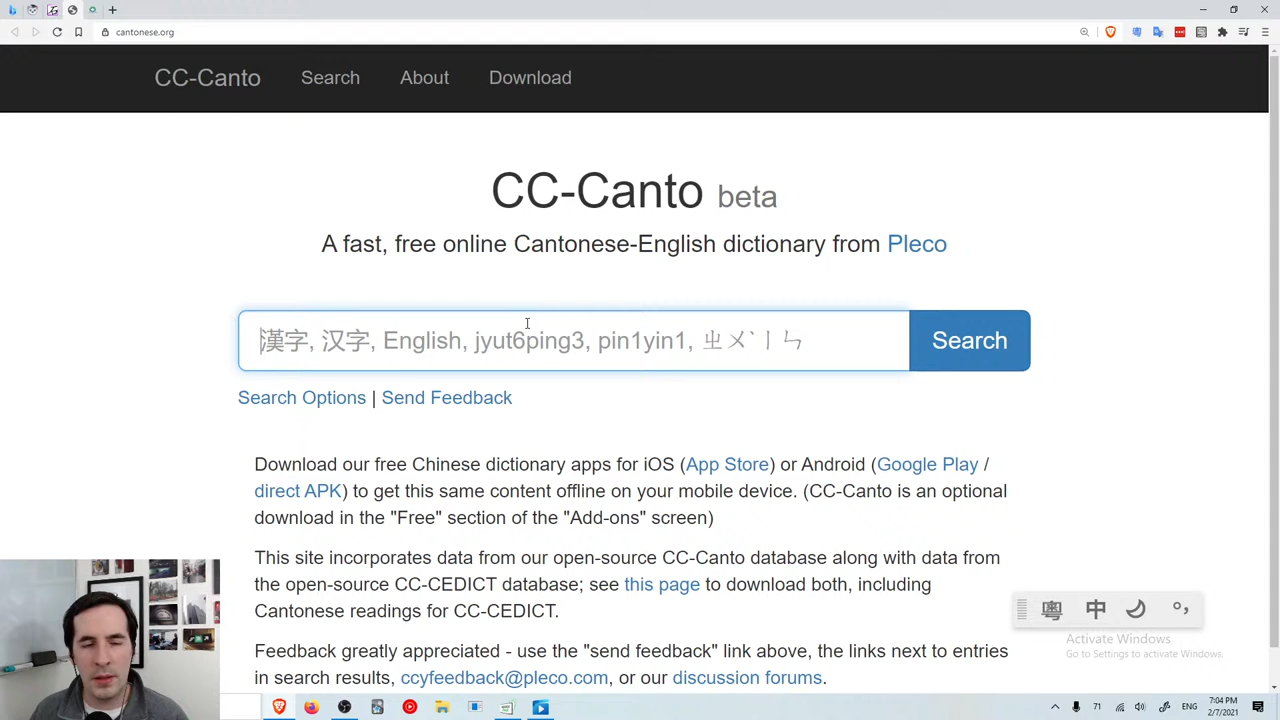 cantonese.org
CC-Canto Search About Download
CC-Canto beta
A fast, free online Cantonese-English dictionary from Pleco
漢字, 汉字, English, jyut6ping3, pin1yin1, ㄓㄨˋㄧㄣ
Search
Search Options | Send Feedback
Download our free Chinese dictionary apps for iOS (App Store) or Android (Google Play /
direct APK) to get this same content offline on your mobile device. (CC-Canto is an optional
download in the "Free" section of the "Add-ons" screen)
This site incorporates data from our open-source CC-Canto database along with data from
the open-source CC-CEDICT database; see this page to download both, including
Cantonese readings for CC-CEDICT.
Feedback greatly appreciated - use the "send feedback" link above, the links next to entries
in search results, ccyfeedback@pleco.com, or our discussion forums.
粤 中
Activate Windows
Go to Settings to activate Windows.
71 ENG 7:04 PM
2/7/2021